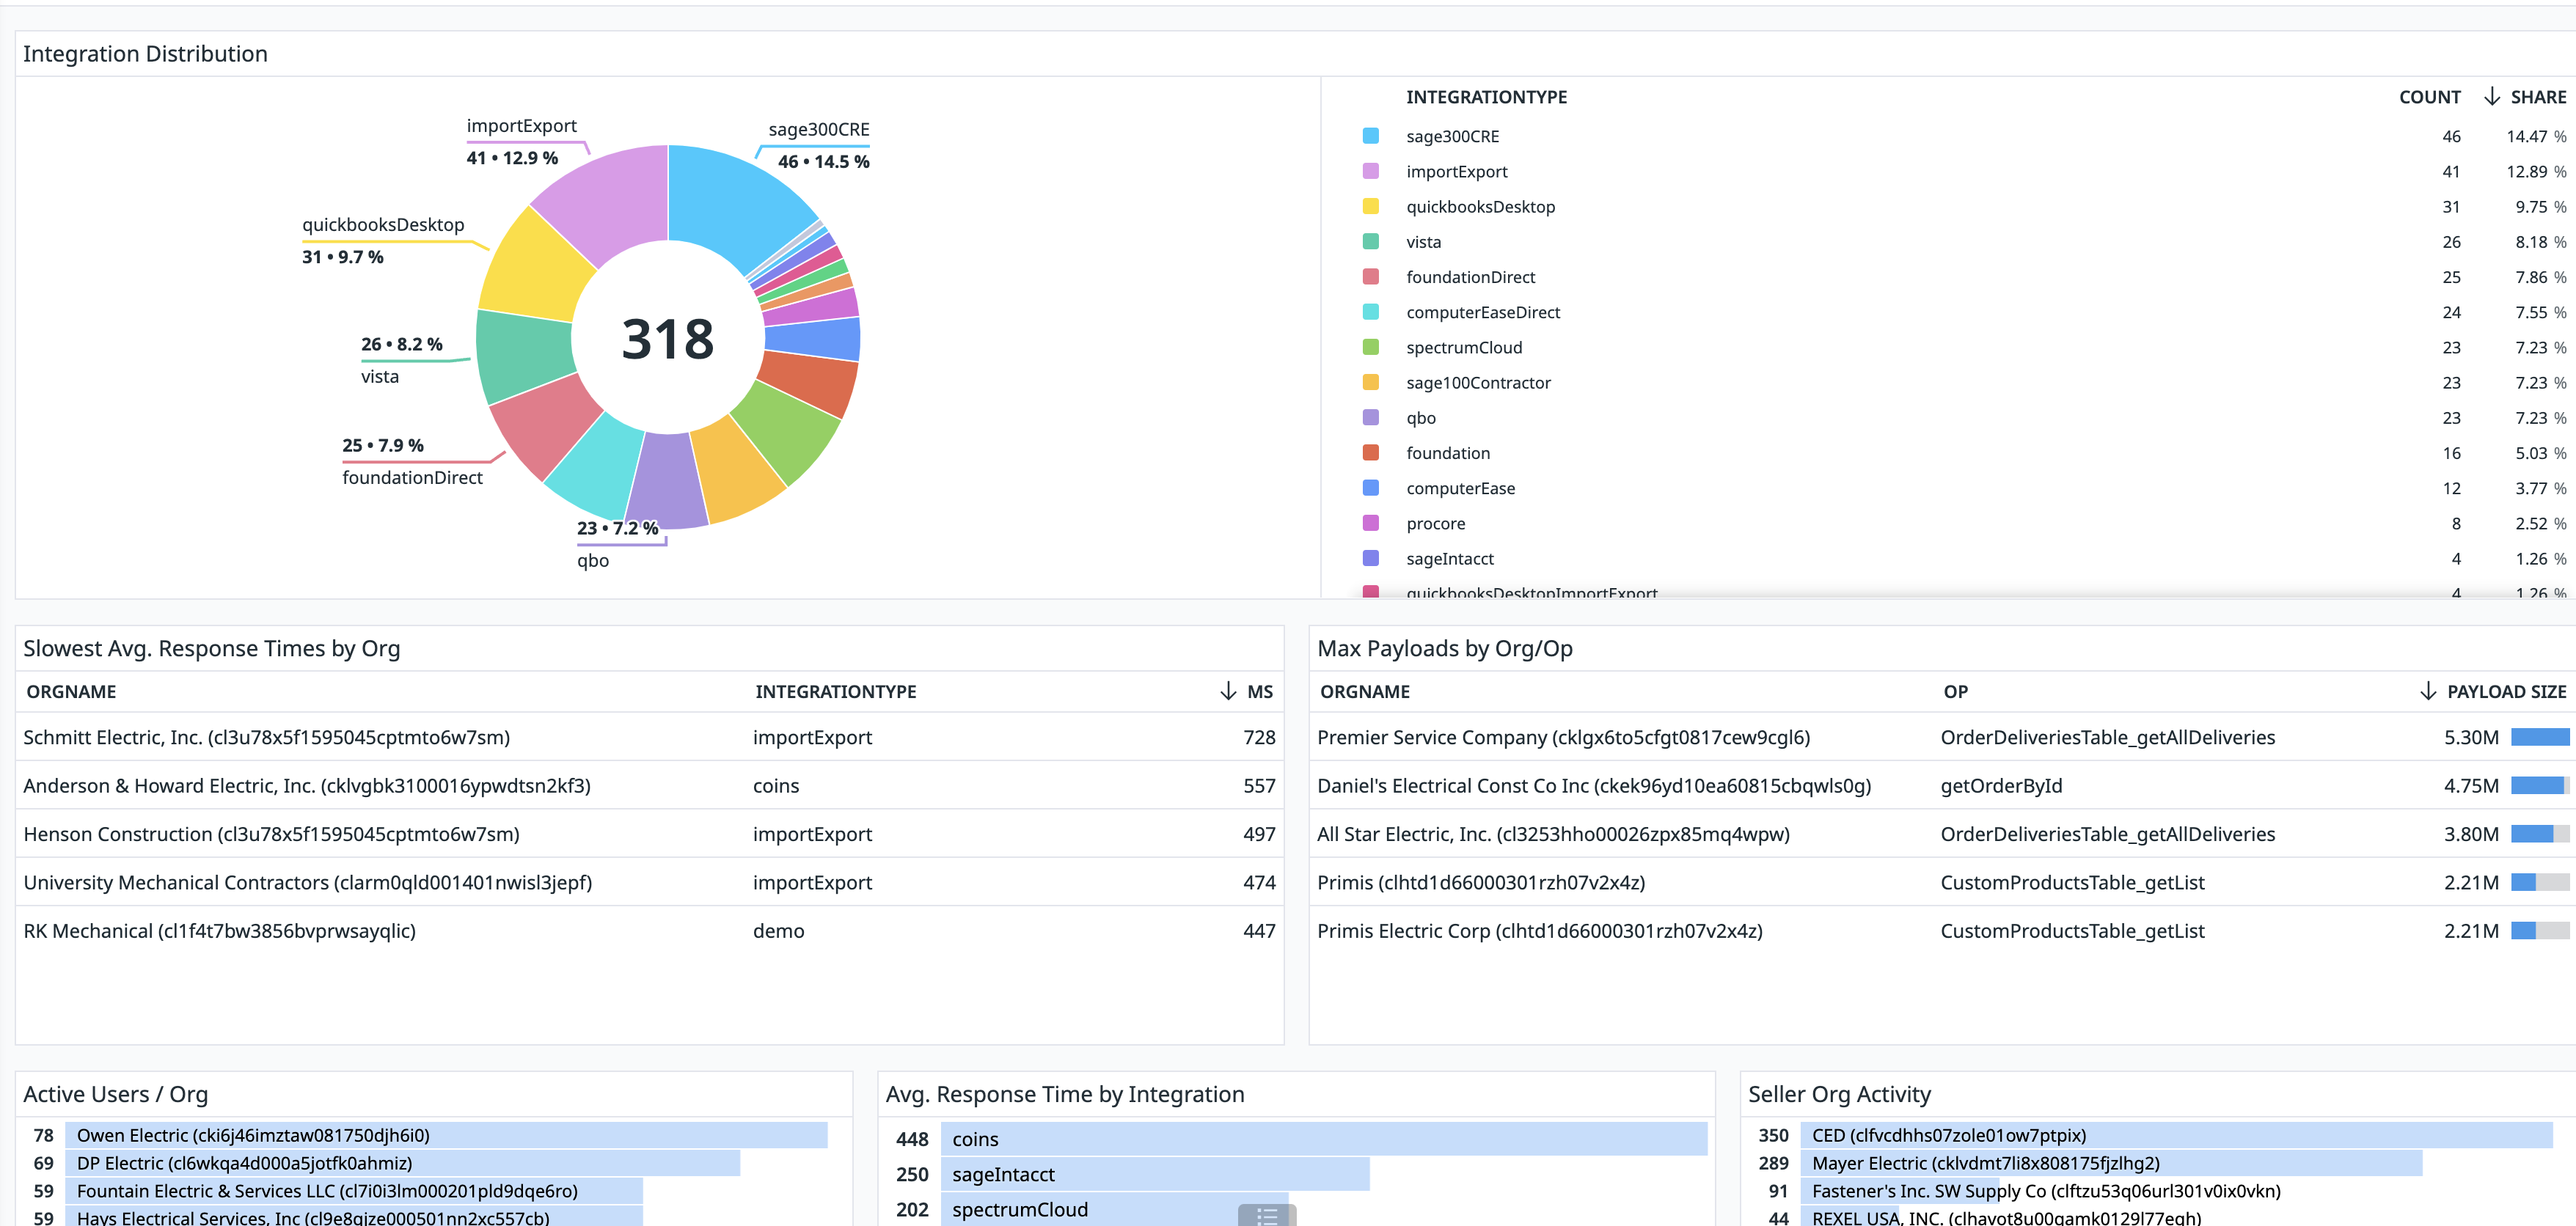 Integration Distribution
importExport
41 • 12.9 %
sage300CRE
46 • 14.5 %
quickbooksDesktop
31 • 9.7 %
318
26 • 8.2 %
vista
25 • 7.9 %
foundationDirect
23 • 7.2 %
qbo
INTEGRATIONTYPE COUNT ↓ SHARE
sage300CRE 46 14.47 %
importExport 41 12.89 %
quickbooksDesktop 31 9.75 %
vista 26 8.18 %
foundationDirect 25 7.86 %
computerEaseDirect 24 7.55 %
spectrumCloud 23 7.23 %
sage100Contractor 23 7.23 %
qbo 23 7.23 %
foundation 16 5.03 %
computerEase 12 3.77 %
procore 8 2.52 %
sageIntacct 4 1.26 %
quickbooksDesktopImportExport 4 1.26 %
Slowest Avg. Response Times by Org
ORGNAME INTEGRATIONTYPE ↓ MS
Schmitt Electric, Inc. (cl3u78x5f1595045cptmto6w7sm) importExport 728
Anderson & Howard Electric, Inc. (cklvgbk3100016ypwdtsn2kf3) coins 557
Henson Construction (cl3u78x5f1595045cptmto6w7sm) importExport 497
University Mechanical Contractors (clarm0qld001401nwisl3jepf) importExport 474
RK Mechanical (cl1f4t7bw3856bvprwsayqlic) demo 447
Max Payloads by Org/Op
ORGNAME OP ↓ PAYLOAD SIZE
Premier Service Company (cklgx6to5cfgt0817cew9cgl6) OrderDeliveriesTable_getAllDeliveries 5.30M
Daniel's Electrical Const Co Inc (ckek96yd10ea60815cbqwls0g) getOrderById 4.75M
All Star Electric, Inc. (cl3253hho00026zpx85mq4wpw) OrderDeliveriesTable_getAllDeliveries 3.80M
Primis (clhtd1d66000301rzh07v2x4z) CustomProductsTable_getList 2.21M
Primis Electric Corp (clhtd1d66000301rzh07v2x4z) CustomProductsTable_getList 2.21M
Active Users / Org
78 Owen Electric (cki6j46imztaw081750djh6i0)
69 DP Electric (cl6wkqa4d000a5jotfk0ahmiz)
59 Fountain Electric & Services LLC (cl7i0i3lm000201pld9dqe6ro)
59 Hays Electrical Services, Inc (cl9e8gize000501nn2xc557cb)
Avg. Response Time by Integration
448 coins
250 sageIntacct
202 spectrumCloud
Seller Org Activity
350 CED (clfvcdhhs07zole01ow7ptpix)
289 Mayer Electric (cklvdmt7li8x808175fjzlhg2)
91 Fastener's Inc. SW Supply Co (clftzu53q06url301v0ix0vkn)
44 REXEL USA, INC. (clhavot8u00gamk0129l77egh)